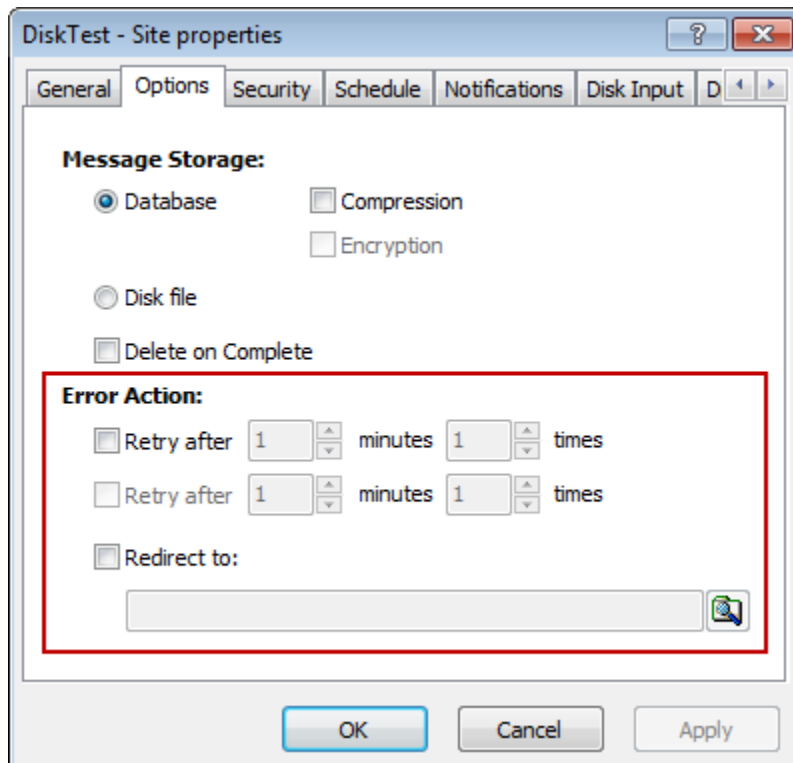 DiskTest - Site properties
General Options Security Schedule Notifications Disk Input D
Message Storage:
Database Compression
Encryption
Disk file
Delete on Complete
Error Action:
Retry after 1 minutes 1 times
Retry after 1 minutes 1 times
Redirect to:
OK Cancel Apply